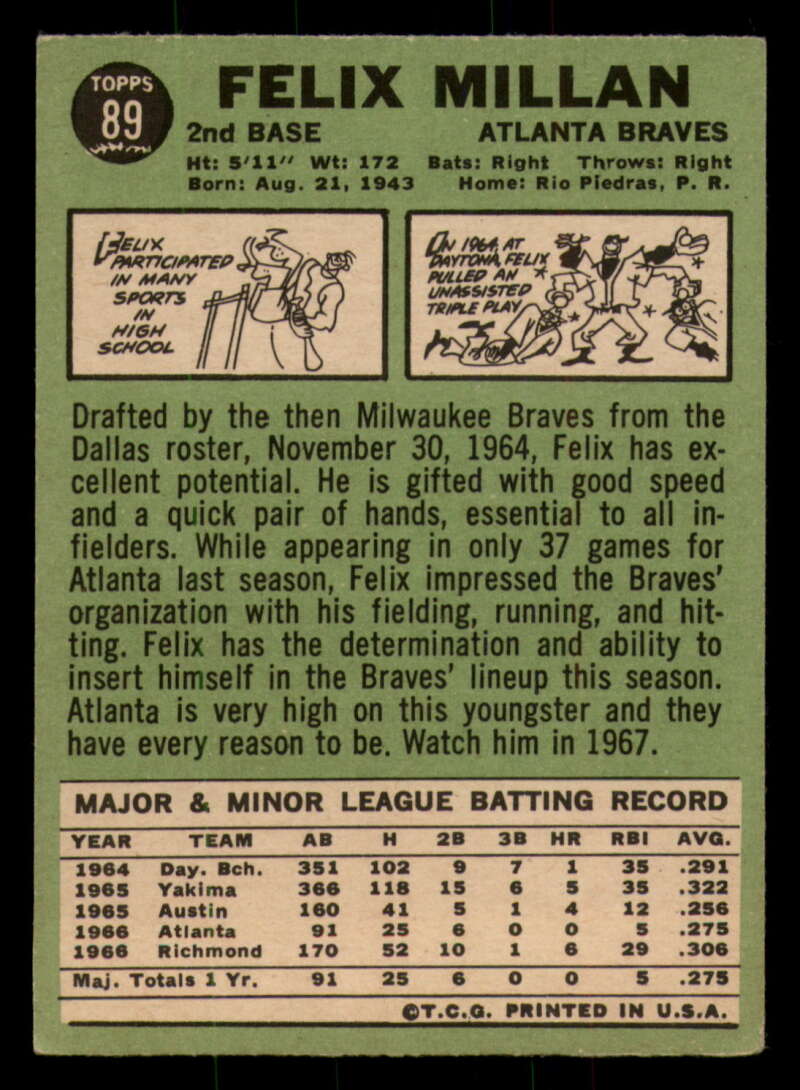 TOPPS
89
FELIX MILLAN
2nd BASE ATLANTA BRAVES
Ht: 5'11" Wt: 172 Bats: Right Throws: Right
Born: Aug. 21, 1943 Home: Rio Piedras, P. R.
FELIX
PARTICIPATED
IN MANY
SPORTS
IN
HIGH
SCHOOL
IN 1964, AT
DAYTONA, FELIX
PULLED AN
UNASSISTED
TRIPLE PLAY
Drafted by the then Milwaukee Braves from the
Dallas roster, November 30, 1964, Felix has ex-
cellent potential. He is gifted with good speed
and a quick pair of hands, essential to all in-
fielders. While appearing in only 37 games for
Atlanta last season, Felix impressed the Braves'
organization with his fielding, running, and hit-
ting. Felix has the determination and ability to
insert himself in the Braves' lineup this season.
Atlanta is very high on this youngster and they
have every reason to be. Watch him in 1967.
MAJOR & MINOR LEAGUE BATTING RECORD
YEAR TEAM AB H 2B 3B HR RBI AVG.
1964 Day. Bch. 351 102 9 7 1 35 .291
1965 Yakima 366 118 15 6 5 35 .322
1965 Austin 160 41 5 1 4 12 .256
1966 Atlanta 91 25 6 0 0 5 .275
1966 Richmond 170 52 10 1 6 29 .306
Maj. Totals 1 Yr. 91 25 6 0 0 5 .275
©T.C.G. PRINTED IN U.S.A.